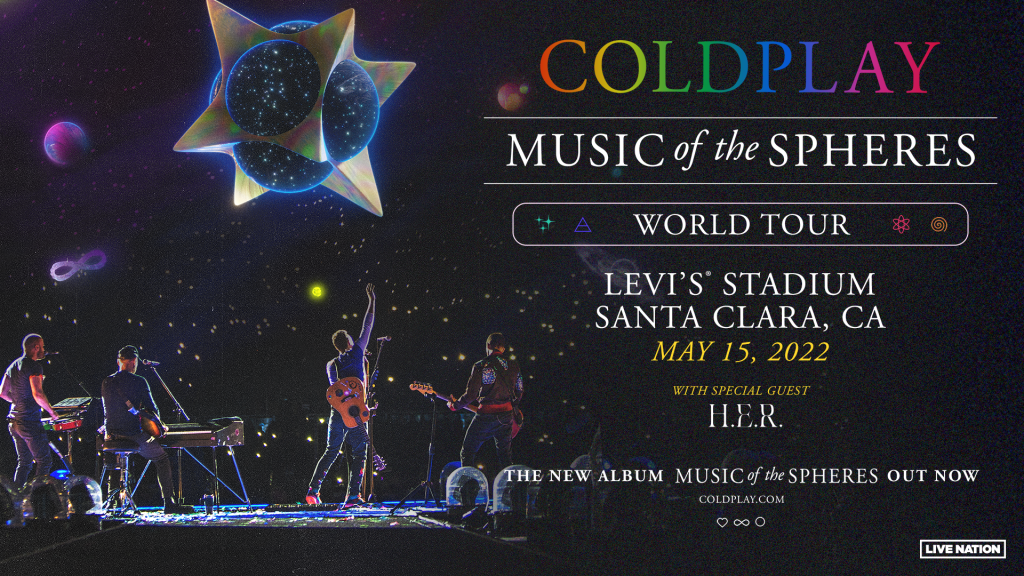 COLDPLAY
MUSIC of the SPHERES
WORLD TOUR
LEVI'S® STADIUM
SANTA CLARA, CA
MAY 15, 2022
WITH SPECIAL GUEST
H.E.R.
THE NEW ALBUM MUSIC of the SPHERES OUT NOW
COLDPLAY.COM
LIVE NATION